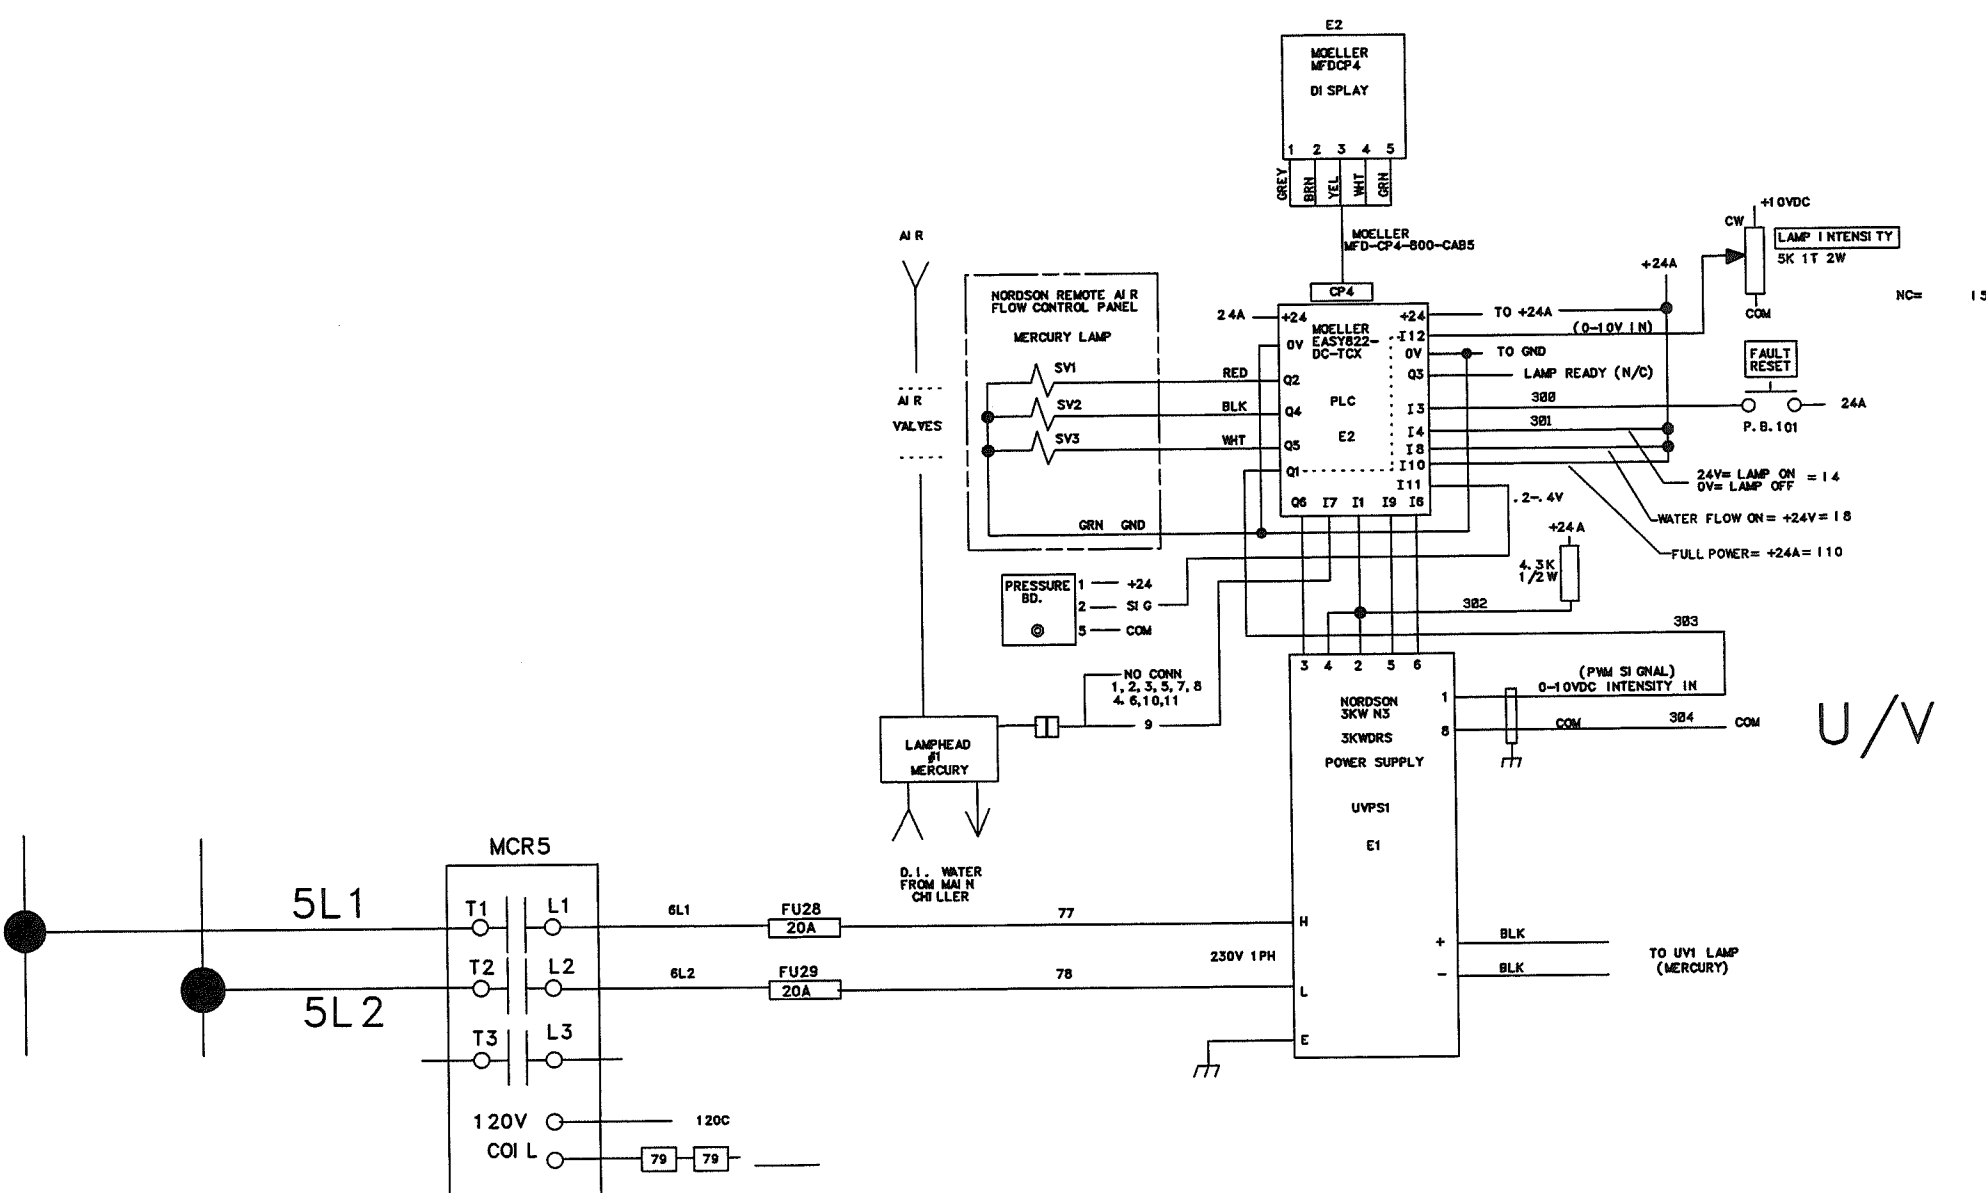 E2
MOELLER
MFDCP4
DISPLAY
1 2 3 4 5
GREY
BRN
YEL
WHT
GRN
MOELLER
MFD-CP4-800-CAB5
CP4
AIR
AIR
VALVES
NORDSON REMOTE AIR
FLOW CONTROL PANEL
MERCURY LAMP
SV1
SV2
SV3
RED
BLK
WHT
GRN GND
24A
+24
0V
Q2
Q4
Q5
Q1
MOELLER
EASY822-
DC-TCX
PLC
E2
+24
I12
0V
Q3
I3
I4
I8
I10
I11
Q6 I7 I1 I9 I6
TO +24A
(0-10V IN)
TO GND
LAMP READY (N/C)
300
301
+24A
+10VDC
CW
LAMP INTENSITY
5K 1T 2W
COM
NC= I5
FAULT
RESET
24A
P.B.101
24V= LAMP ON = I4
0V= LAMP OFF
WATER FLOW ON= +24V= I8
FULL POWER= +24A= I10
.2-.4V
+24A
4.3K
1/2W
302
303
PRESSURE
BD.
1 +24
2 SIG
5 COM
NO CONN
1,2,3,5,7,8
4,6,10,11
9
LAMPHEAD
#1
MERCURY
D.I. WATER
FROM MAIN
CHILLER
3 4 2 5 6
NORDSON
3KW N3
3KWDRS
POWER SUPPLY
UVPS1
E1
1
8
(PWM SIGNAL)
0-10VDC INTENSITY IN
COM
304
COM
U/V
MCR5
5L1
T1 L1
6L1
FU28
20A
77
H
230V 1PH
5L2
T2 L2
6L2
FU29
20A
78
L
T3 L3
E
+
-
BLK
BLK
TO UV1 LAMP
(MERCURY)
120V
COIL
120C
79 79